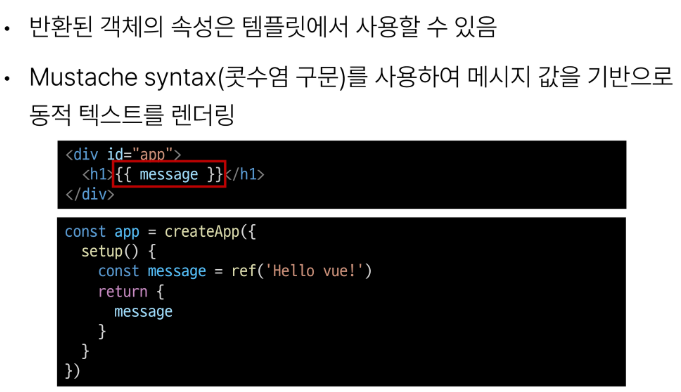 • 반환된 객체의 속성은 템플릿에서 사용할 수 있음
• Mustache syntax(콧수염 구문)를 사용하여 메시지 값을 기반으로
동적 텍스트를 렌더링
<div id="app">
  <h1>{{ message }}</h1>
</div>
const app = createApp({
  setup() {
    const message = ref('Hello vue!')
    return {
      message
    }
  }
})